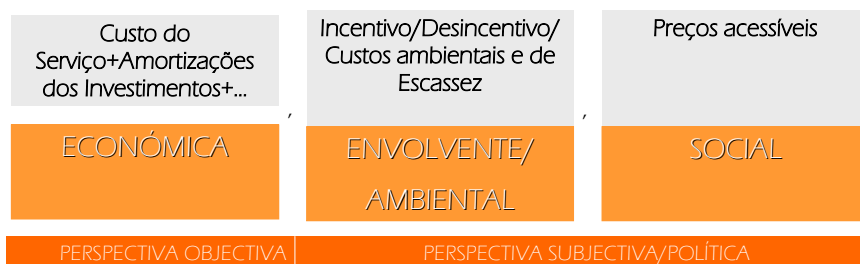 Custo do
Serviço+Amortizações
dos Investimentos+...
,
ECONÓMICA
Incentivo/Desincentivo/
Custos ambientais e de
Escassez
,
ENVOLVENTE/
AMBIENTAL
Preços acessíveis
SOCIAL
PERSPECTIVA OBJECTIVA
PERSPECTIVA SUBJECTIVA/POLÍTICA